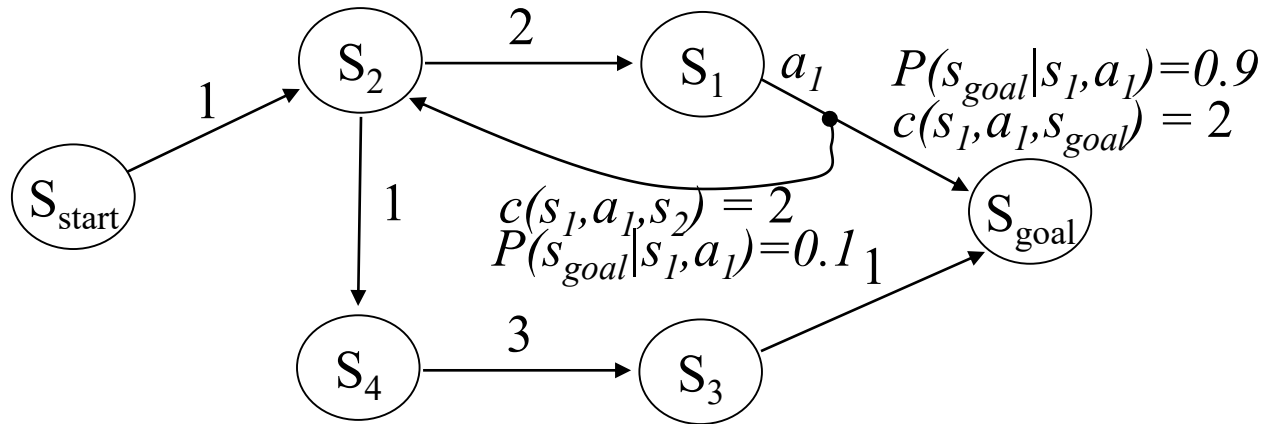 2
S2
S1
a1
P(sgoal|s1,a1)=0.9
c(s1,a1,sgoal) = 2
1
Sstart
1
c(s1,a1,s2) = 2
P(sgoal|s1,a1)=0.1
Sgoal
1
3
S4
S3